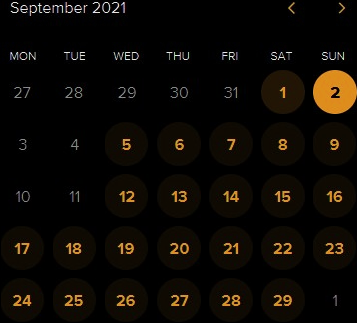 September 2021
MON TUE WED THU FRI SAT SUN
27 28 29 30 31 1 2
3 4 5 6 7 8 9
10 11 12 13 14 15 16
17 18 19 20 21 22 23
24 25 26 27 28 29 1